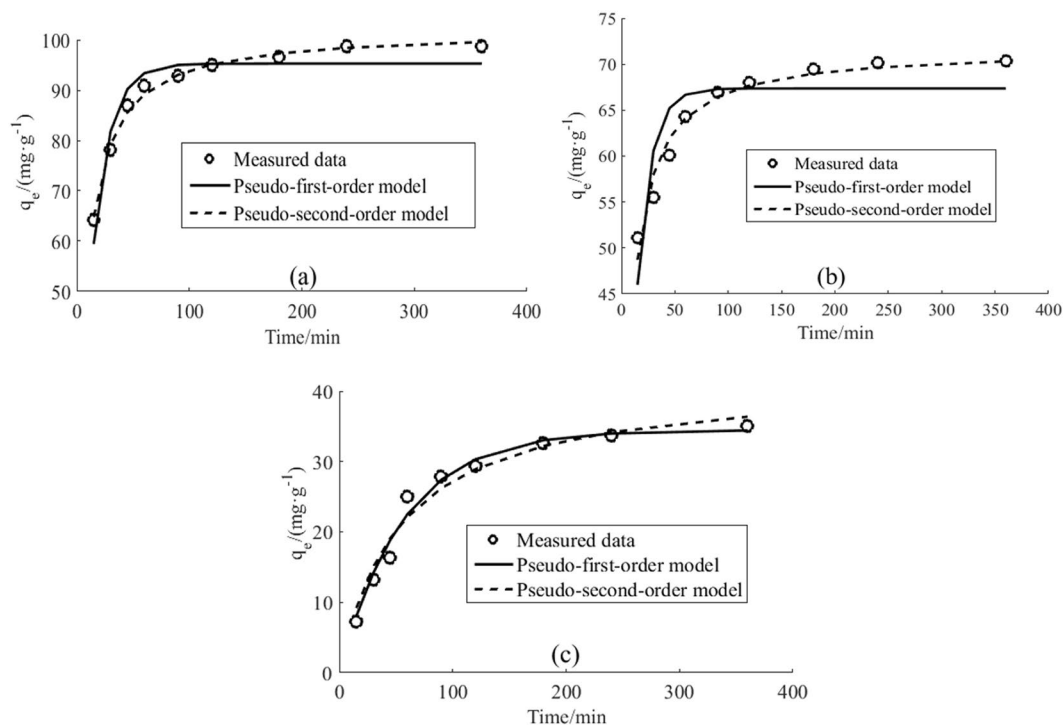 100
90
80
70
60
50
q_e/(mg·g⁻¹)
Measured data
Pseudo-first-order model
Pseudo-second-order model
(a)
0
100
200
300
400
Time/min
75
70
65
60
55
50
45
q_e/(mg·g⁻¹)
Measured data
Pseudo-first-order model
Pseudo-second-order model
(b)
0
50
100
150
200
250
300
350
400
Time/min
40
30
20
10
0
q_e/(mg·g⁻¹)
Measured data
Pseudo-first-order model
Pseudo-second-order model
(c)
0
100
200
300
400
Time/min